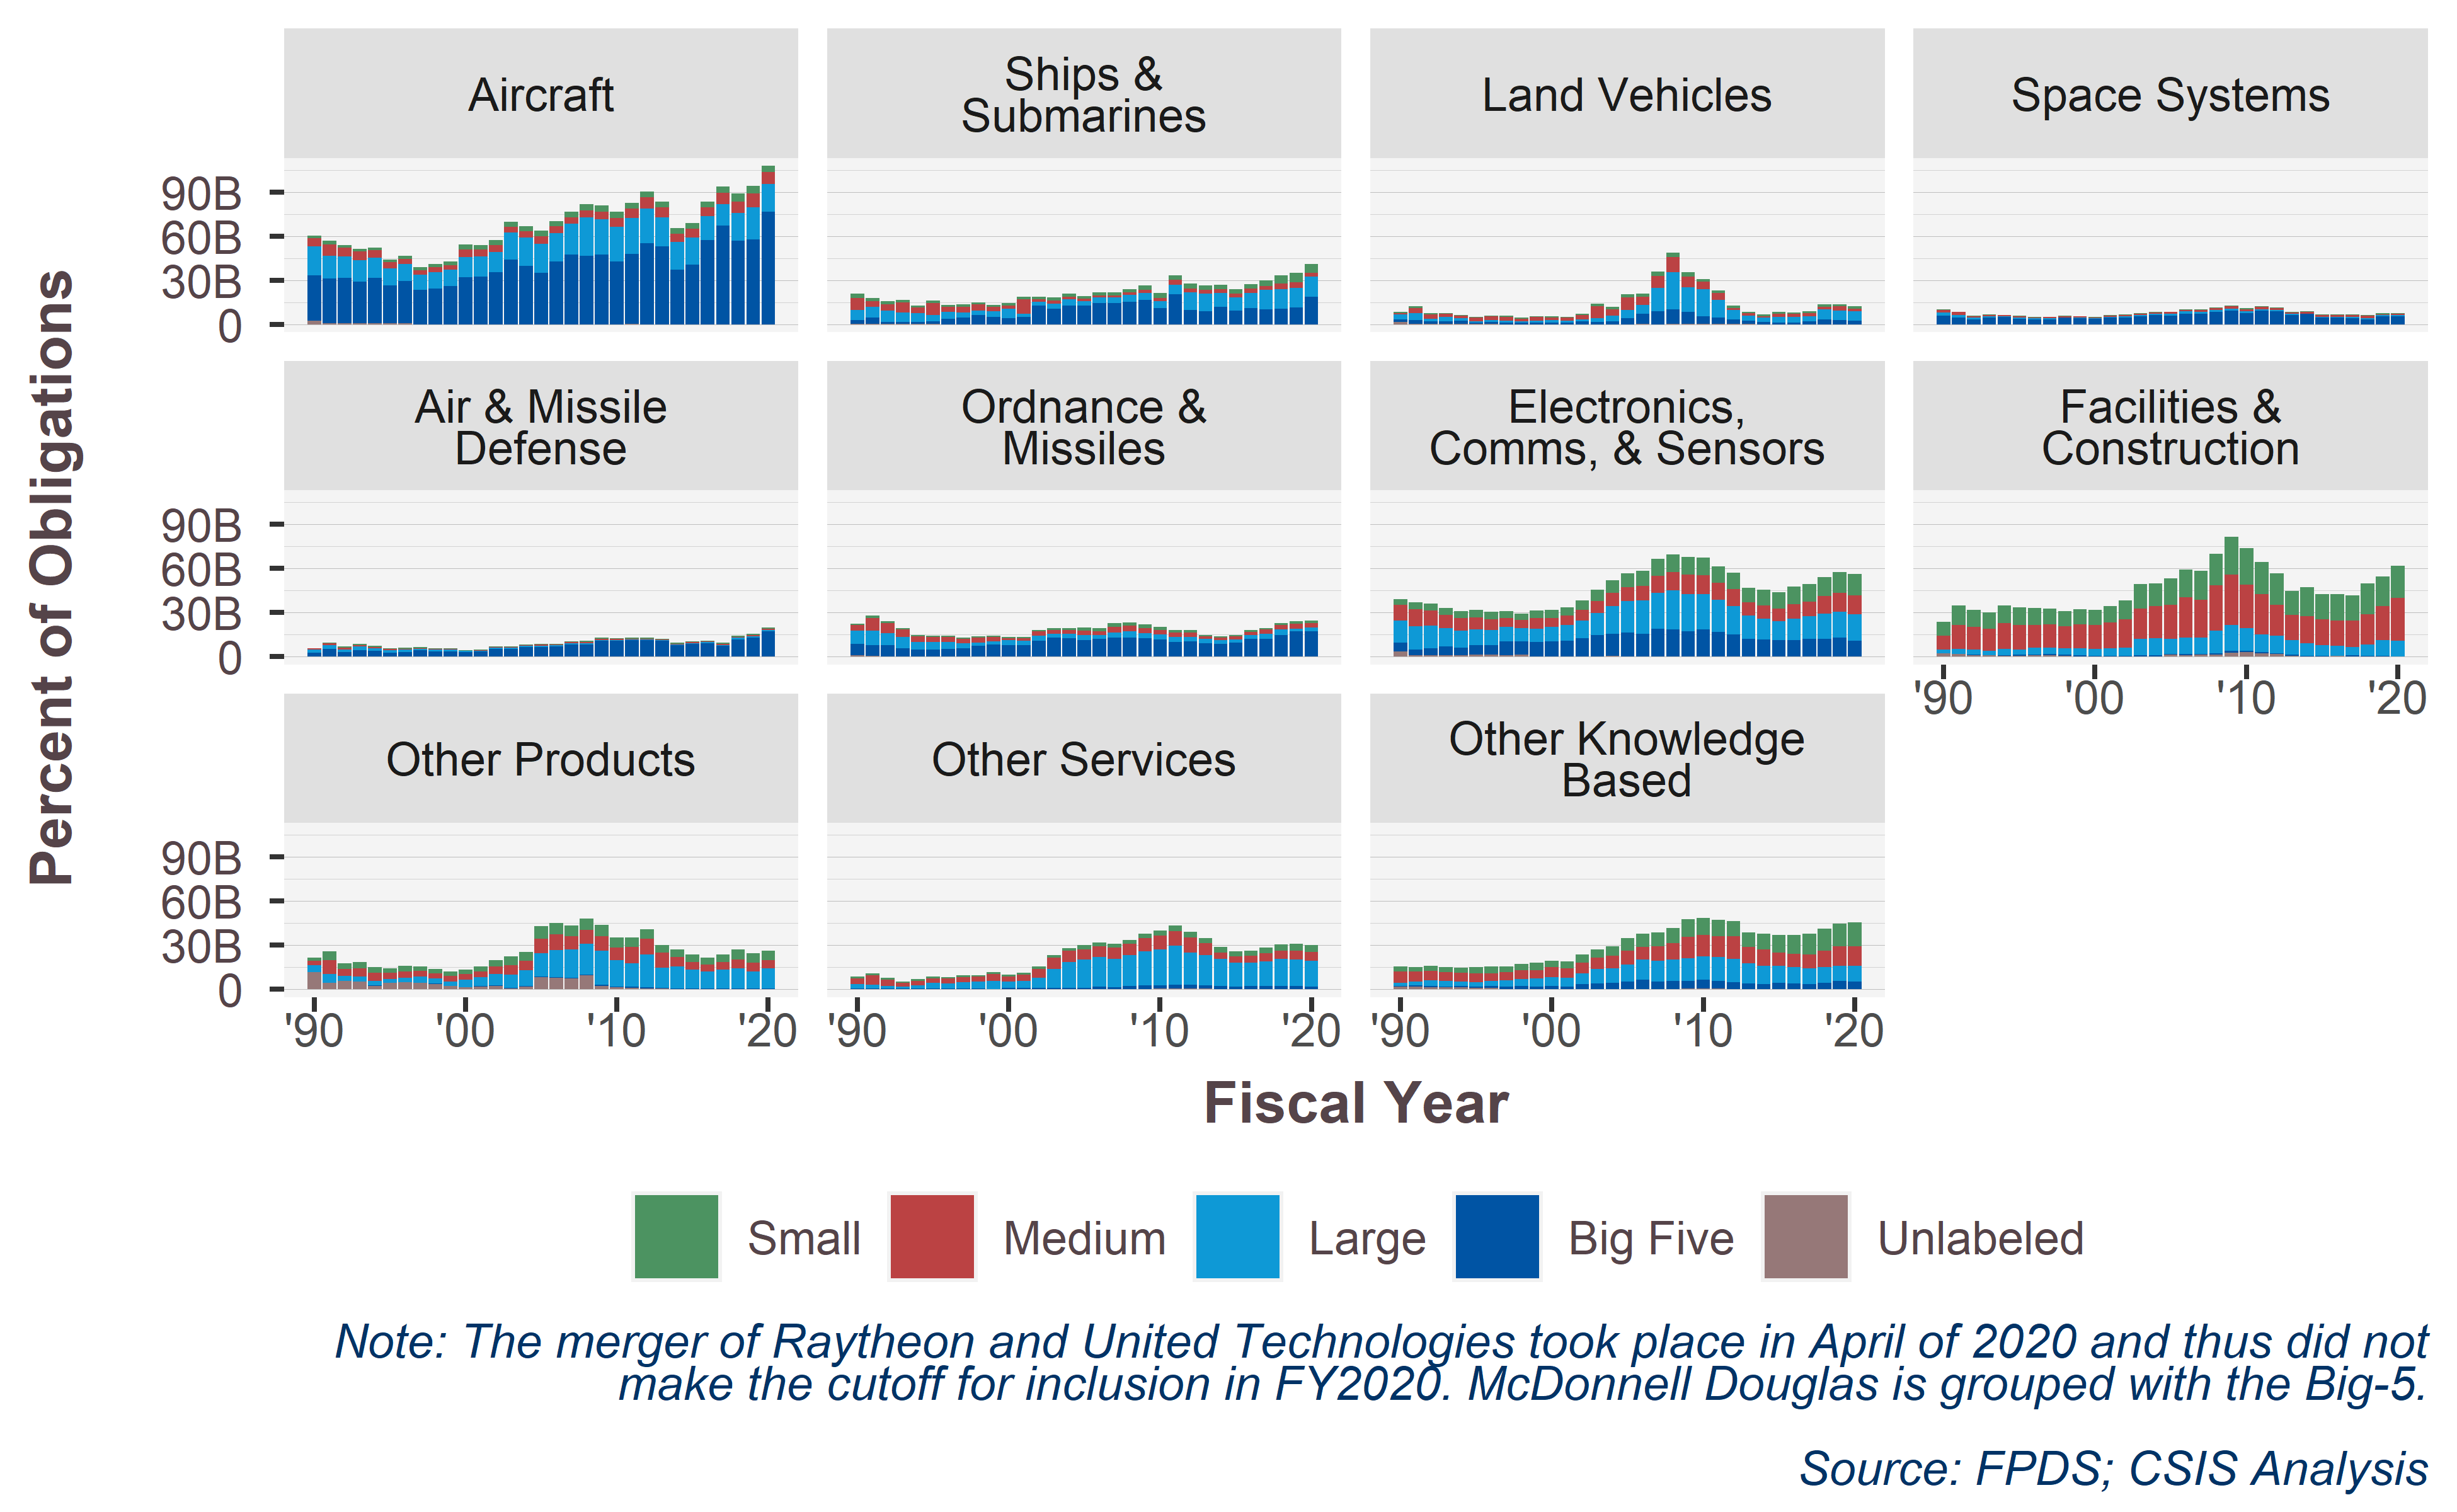 Percent of Obligations
Aircraft
Ships &
Submarines
Land Vehicles
Space Systems
90B
60B
30B
0
Air & Missile
Defense
Ordnance &
Missiles
Electronics,
Comms, & Sensors
Facilities &
Construction
90B
60B
30B
0
'90
'00
'10
'20
Other Products
Other Services
Other Knowledge
Based
90B
60B
30B
0
'90
'00
'10
'20
'90
'00
'10
'20
'90
'00
'10
'20
Fiscal Year
Small
Medium
Large
Big Five
Unlabeled
Note: The merger of Raytheon and United Technologies took place in April of 2020 and thus did not
make the cutoff for inclusion in FY2020. McDonnell Douglas is grouped with the Big-5.
Source: FPDS; CSIS Analysis